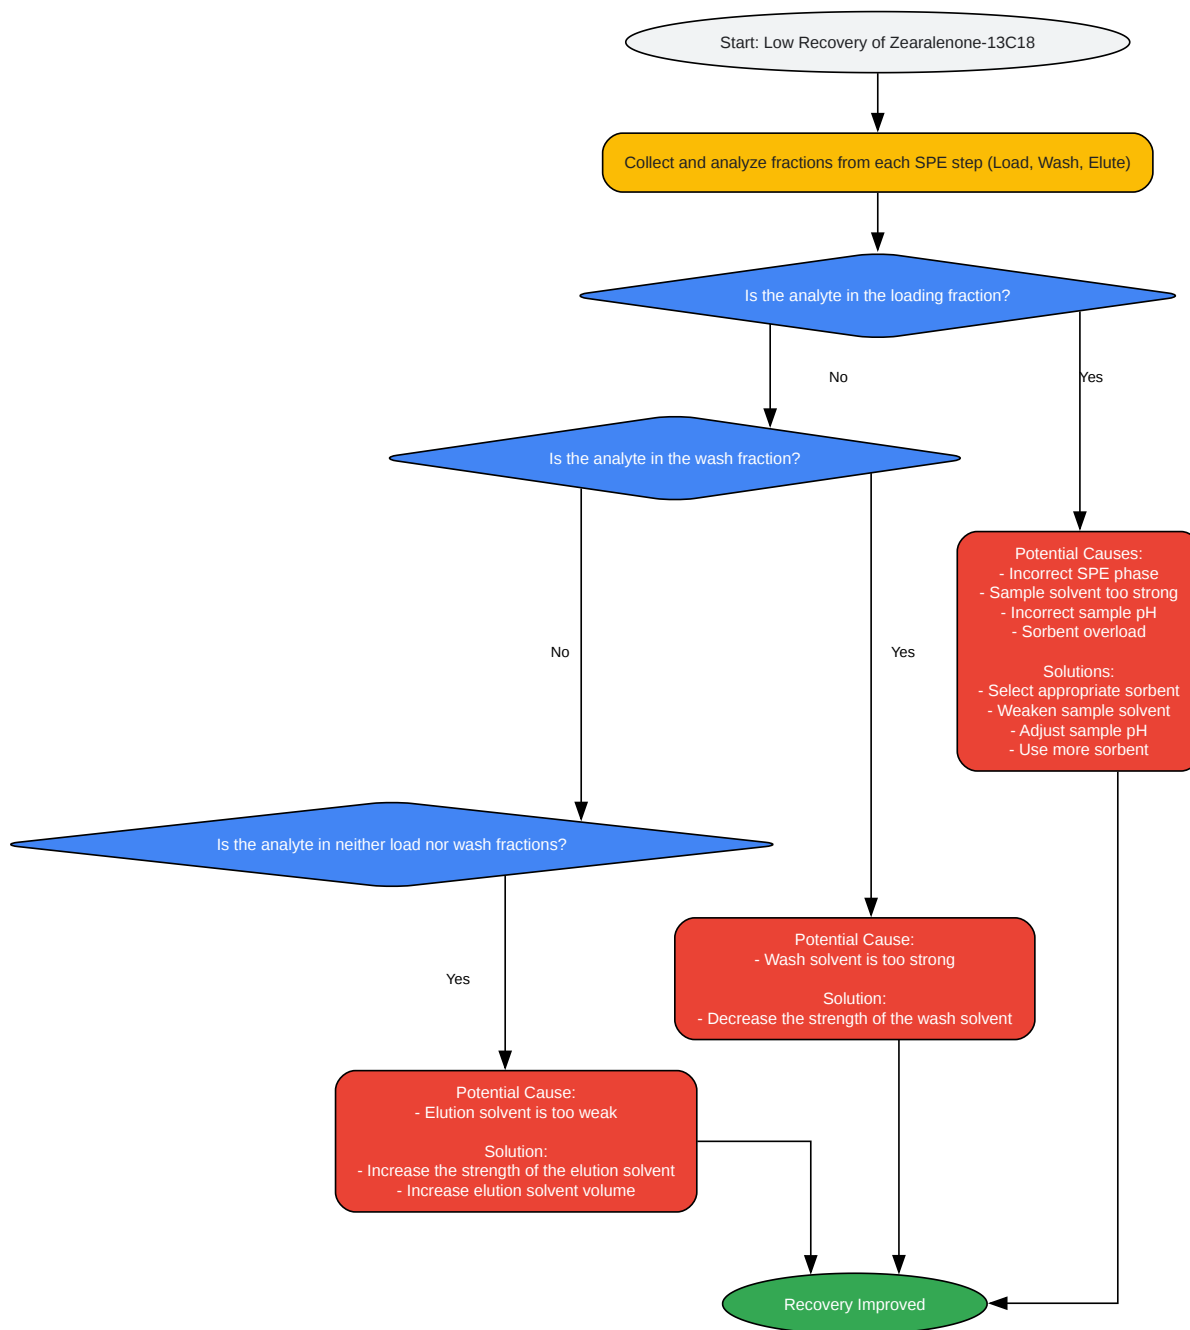 Start: Low Recovery of Zearalenone-13C18
Collect and analyze fractions from each SPE step (Load, Wash, Elute)
Is the analyte in the loading fraction?
No
Yes
Is the analyte in the wash fraction?
Potential Causes:
- Incorrect SPE phase
- Sample solvent too strong
- Incorrect sample pH
- Sorbent overload
Solutions:
- Select appropriate sorbent
- Weaken sample solvent
- Adjust sample pH
- Use more sorbent
No
Yes
Is the analyte in neither load nor wash fractions?
Potential Cause:
- Wash solvent is too strong
Solution:
- Decrease the strength of the wash solvent
Yes
Potential Cause:
- Elution solvent is too weak
Solution:
- Increase the strength of the elution solvent
- Increase elution solvent volume
Recovery Improved